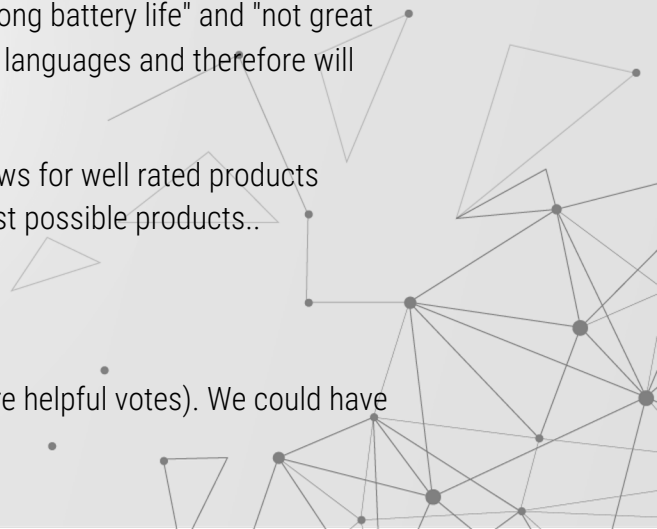 ong battery life" and "not great
languages and therefore will
ws for well rated products
st possible products..
re helpful votes). We could have